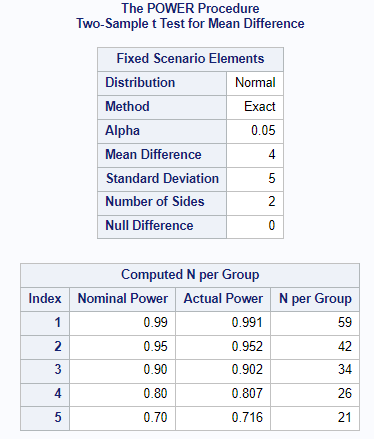 The POWER Procedure
Two-Sample t Test for Mean Difference
Fixed Scenario Elements
Distribution Normal
Method Exact
Alpha 0.05
Mean Difference 4
Standard Deviation 5
Number of Sides 2
Null Difference 0
Computed N per Group
Index Nominal Power Actual Power N per Group
1 0.99 0.991 59
2 0.95 0.952 42
3 0.90 0.902 34
4 0.80 0.807 26
5 0.70 0.716 21